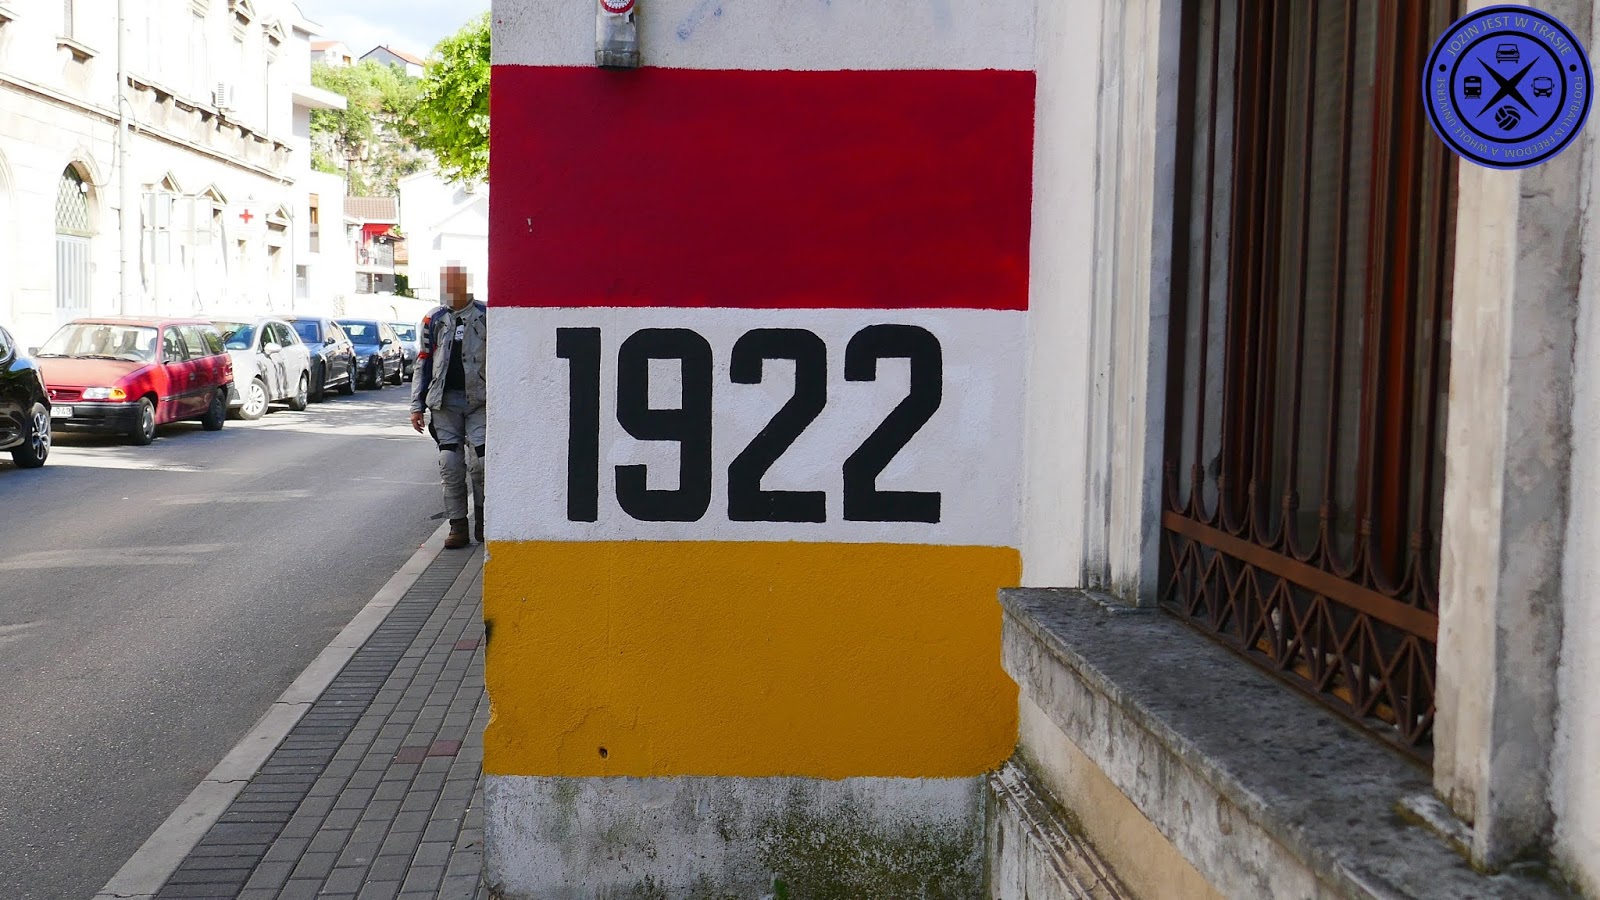 1922
JOZIN JEST W TRASIE
FOOTBALL IS FREEDOM, A WHOLE UNIVERSE